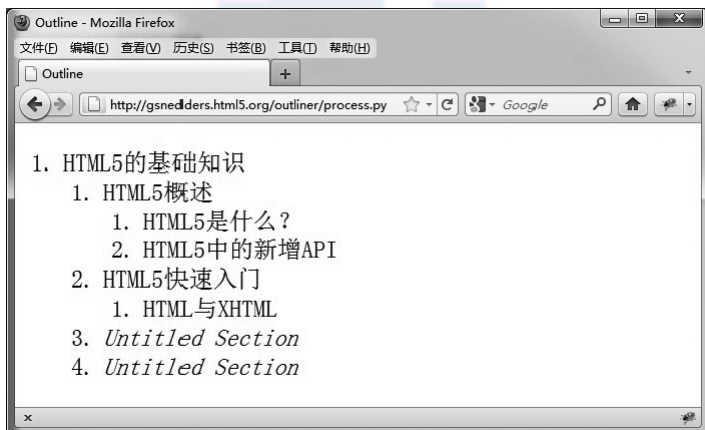 Outline - Mozilla Firefox
文件(F) 编辑(E) 查看(V) 历史(S) 书签(B) 工具(T) 帮助(H)
Outline
http://gsnedders.html5.org/outliner/process.py Google
1. HTML5的基础知识
1. HTML5概述
1. HTML5是什么?
2. HTML5中的新增API
2. HTML5快速入门
1. HTML与XHTML
3. Untitled Section
4. Untitled Section
x